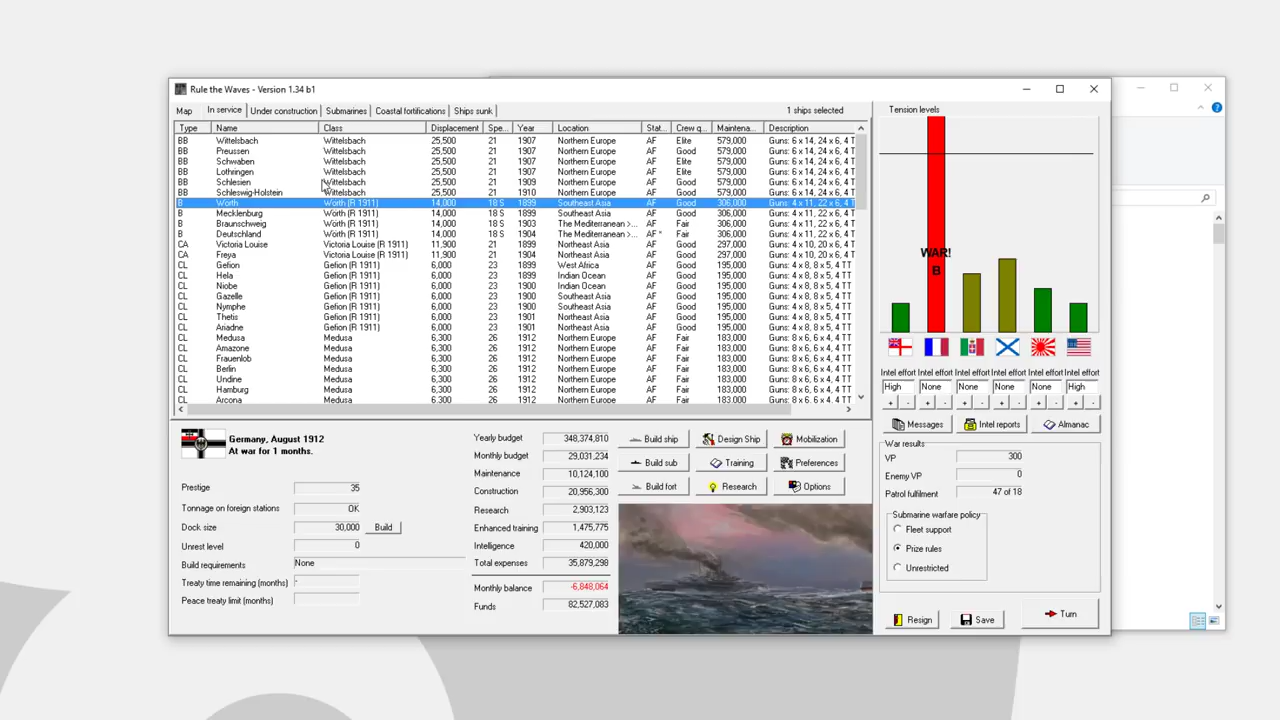 Rule the Waves - Version 1.34 b1
Map In service Under construction Submarines Coastal fortifications Ships sunk 1 ships selected
Type Name Class Displacement Spe... Year Location Stat... Crew q... Maintena... Description
BB Wittelsbach Wittelsbach 25,500 21 1907 Northern Europe AF Elite 579,000 Guns: 6 x 14, 24 x 6, 4 T
BB Preussen Wittelsbach 25,500 21 1907 Northern Europe AF Elite 579,000 Guns: 6 x 14, 24 x 6, 4 T
BB Schwaben Wittelsbach 25,500 21 1907 Northern Europe AF Elite 579,000 Guns: 6 x 14, 24 x 6, 4 T
BB Lothringen Wittelsbach 25,500 21 1907 Northern Europe AF Elite 579,000 Guns: 6 x 14, 24 x 6, 4 T
BB Schlesien Wittelsbach 25,500 21 1909 Northern Europe AF Good 579,000 Guns: 6 x 14, 24 x 6, 4 T
BB Schleswig-Holstein Wittelsbach 25,500 21 1910 Northern Europe AF Good 579,000 Guns: 6 x 14, 24 x 6, 4 T
B Wörth Wörth (R 1911) 14,000 18 S 1899 Southeast Asia AF Good 306,000 Guns: 4 x 11, 22 x 6, 4 T
B Mecklenburg Wörth (R 1911) 14,000 18 S 1899 Southeast Asia AF Good 306,000 Guns: 4 x 11, 22 x 6, 4 T
B Braunschweig Wörth (R 1911) 14,000 18 S 1903 The Mediterranean >... AF Fair 306,000 Guns: 4 x 11, 22 x 6, 4 T
B Deutschland Wörth (R 1911) 14,000 18 S 1904 The Mediterranean >... AF * Fair 306,000 Guns: 4 x 11, 22 x 6, 4 T
CA Victoria Louise Victoria Louise (R 1911) 11,900 21 1899 Northeast Asia AF Good 297,000 Guns: 4 x 10, 20 x 6, 4 T
CA Freya Victoria Louise (R 1911) 11,900 21 1904 Northeast Asia AF Good 297,000 Guns: 4 x 10, 20 x 6, 4 T
CL Gefion Gefion (R 1911) 6,000 23 1899 West Africa AF Good 195,000 Guns: 4 x 8, 8 x 5, 4 TT
CL Hela Gefion (R 1911) 6,000 23 1899 Indian Ocean AF Good 195,000 Guns: 4 x 8, 8 x 5, 4 TT
CL Niobe Gefion (R 1911) 6,000 23 1899 Indian Ocean AF Good 195,000 Guns: 4 x 8, 8 x 5, 4 TT
CL Gazelle Gefion (R 1911) 6,000 23 1899 Southeast Asia AF Good 195,000 Guns: 4 x 8, 8 x 5, 4 TT
CL Nymphe Gefion (R 1911) 6,000 23 1899 Southeast Asia AF Good 195,000 Guns: 4 x 8, 8 x 5, 4 TT
CL Thetis Gefion (R 1911) 6,000 23 1901 Northeast Asia AF Good 195,000 Guns: 4 x 8, 8 x 5, 4 TT
CL Ariadne Gefion (R 1911) 6,000 23 1901 Northeast Asia AF Good 195,000 Guns: 4 x 8, 8 x 5, 4 TT
CL Medusa Medusa 6,300 26 1912 Northern Europe AF Fair 183,000 Guns: 8 x 6, 6 x 4, 4 TT
CL Amazone Medusa 6,300 26 1912 Northern Europe AF Fair 183,000 Guns: 8 x 6, 6 x 4, 4 TT
CL Frauenlob Medusa 6,300 26 1912 Northern Europe AF Fair 183,000 Guns: 8 x 6, 6 x 4, 4 TT
CL Berlin Medusa 6,300 26 1912 Northern Europe AF Fair 183,000 Guns: 8 x 6, 6 x 4, 4 TT
CL Undine Medusa 6,300 26 1912 Northern Europe AF Fair 183,000 Guns: 8 x 6, 6 x 4, 4 TT
CL Hamburg Medusa 6,300 26 1912 Northern Europe AF Fair 183,000 Guns: 8 x 6, 6 x 4, 4 TT
CL Arcona Medusa 6,300 26 1912 Northern Europe AF Fair 183,000 Guns: 8 x 6, 6 x 4, 4 TT
Germany, August 1912
At war for 1 months.
Prestige 35
Tonnage on foreign stations OK
Dock size 30,000 Build
Unrest level 0
Build requirements None
Treaty time remaining (months) -
Peace treaty limit (months)
Yearly budget 348,374,810
Monthly budget 29,031,234
Maintenance 10,124,100
Construction 20,956,300
Research 2,903,123
Enhanced training 1,475,775
Intelligence 420,000
Total expenses 35,879,298
Monthly balance -6,848,064
Funds 82,527,083
Build ship Design Ship Mobilization
Build sub Training Preferences
Build fort Research Options
Tension levels
WAR!
B
Intel effort Intel effort Intel effort Intel effort Intel effort Intel effort
High None None None None High
+ - + - + - + - + - + -
Messages Intel reports Almanac
War results
VP 300
Enemy VP 0
Patrol fulfilment 47 of 18
Submarine warfare policy
Fleet support
Prize rules
Unrestricted
Resign Save Turn